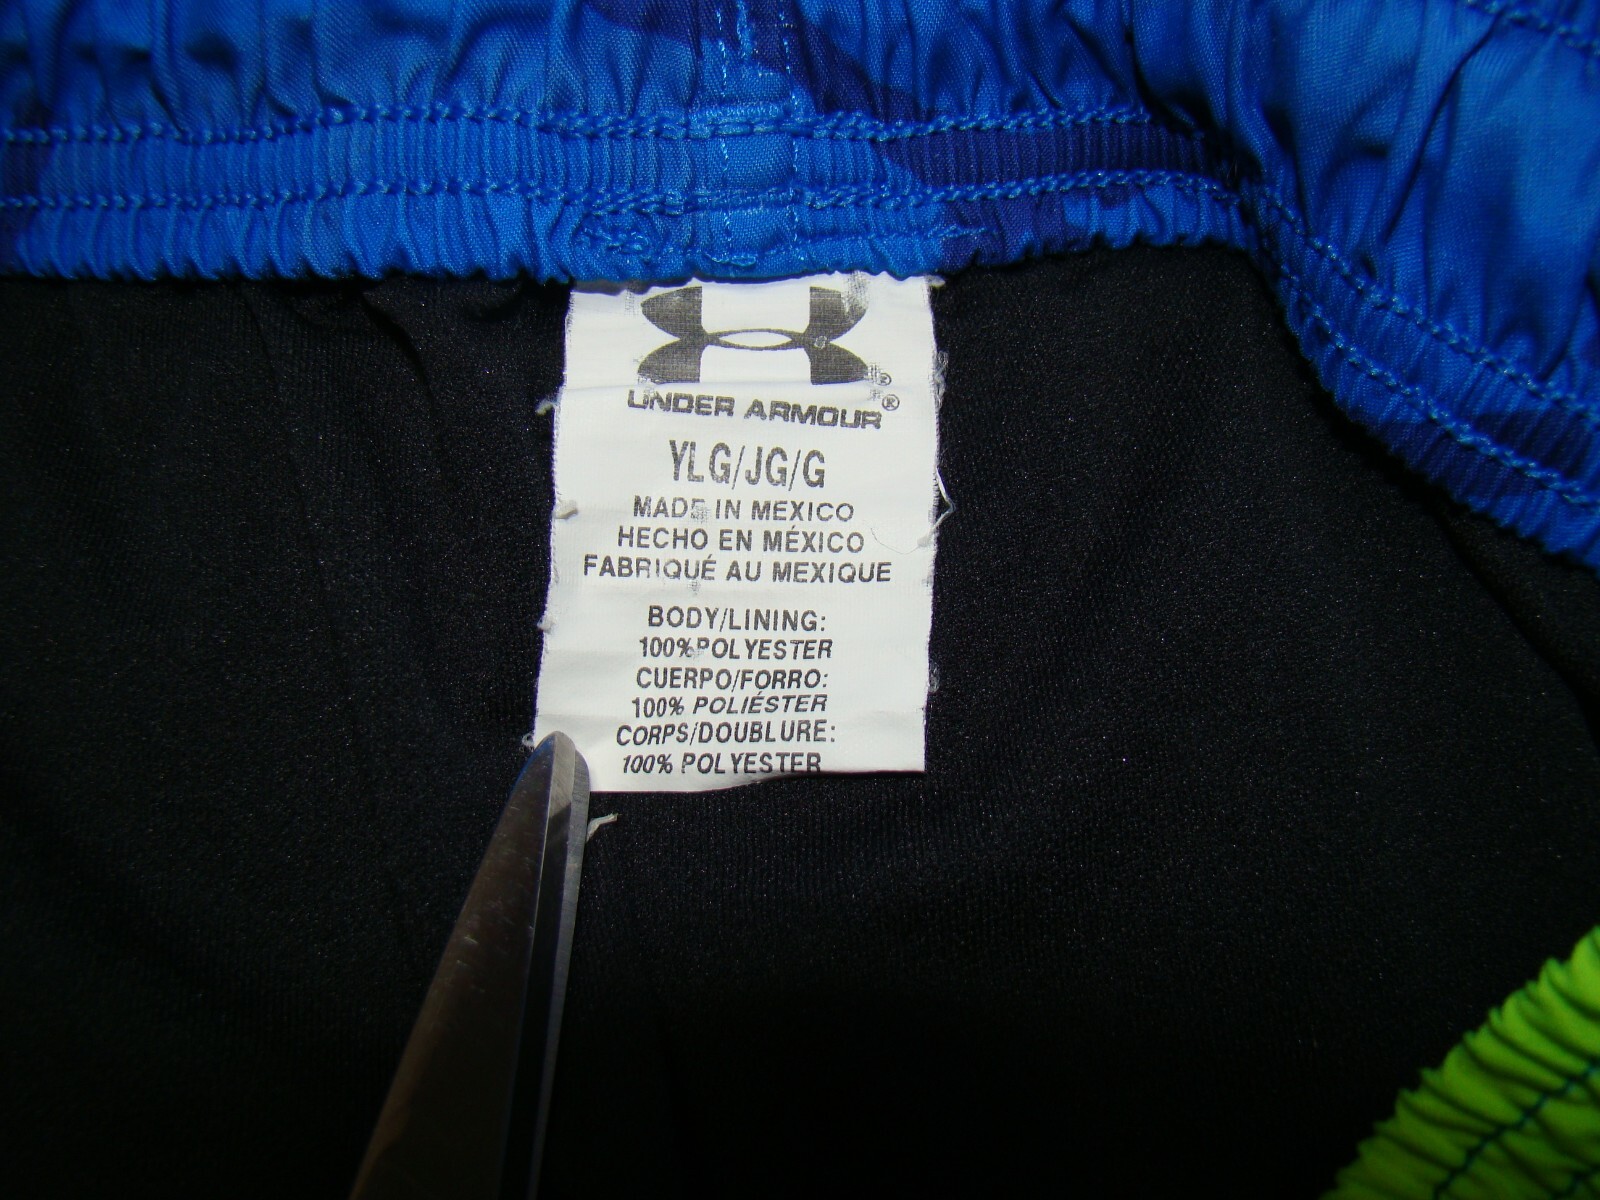 UNDER ARMOUR®
YLG/JG/G
MADE IN MEXICO
HECHO EN MÉXICO
FABRIQUÉ AU MEXIQUE
BODY/LINING:
100% POLYESTER
CUERPO/FORRO:
100% POLIÉSTER
CORPS/DOUBLURE:
100% POLYESTER